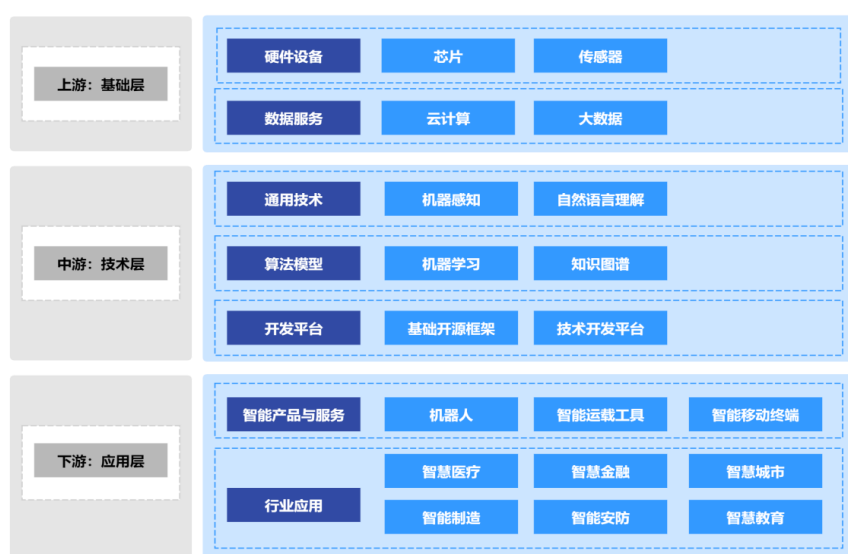 上游：基础层
硬件设备 芯片 传感器
数据服务 云计算 大数据
中游：技术层
通用技术 机器感知 自然语言理解
算法模型 机器学习 知识图谱
开发平台 基础开源框架 技术开发平台
下游：应用层
智能产品与服务 机器人 智能运载工具 智能移动终端
行业应用
智慧医疗 智慧金融 智慧城市
智能制造 智能安防 智慧教育